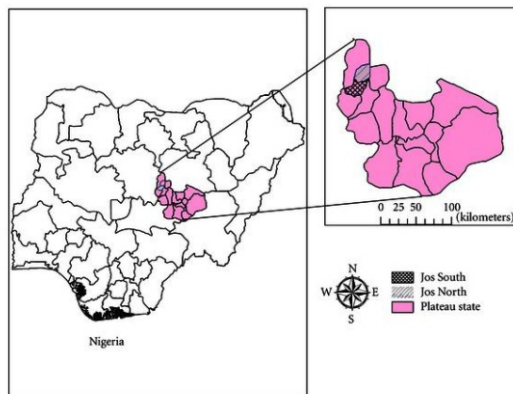 Nigeria
0 25 50 100
(kilometers)
N
W E
S
Jos South
Jos North
Plateau state